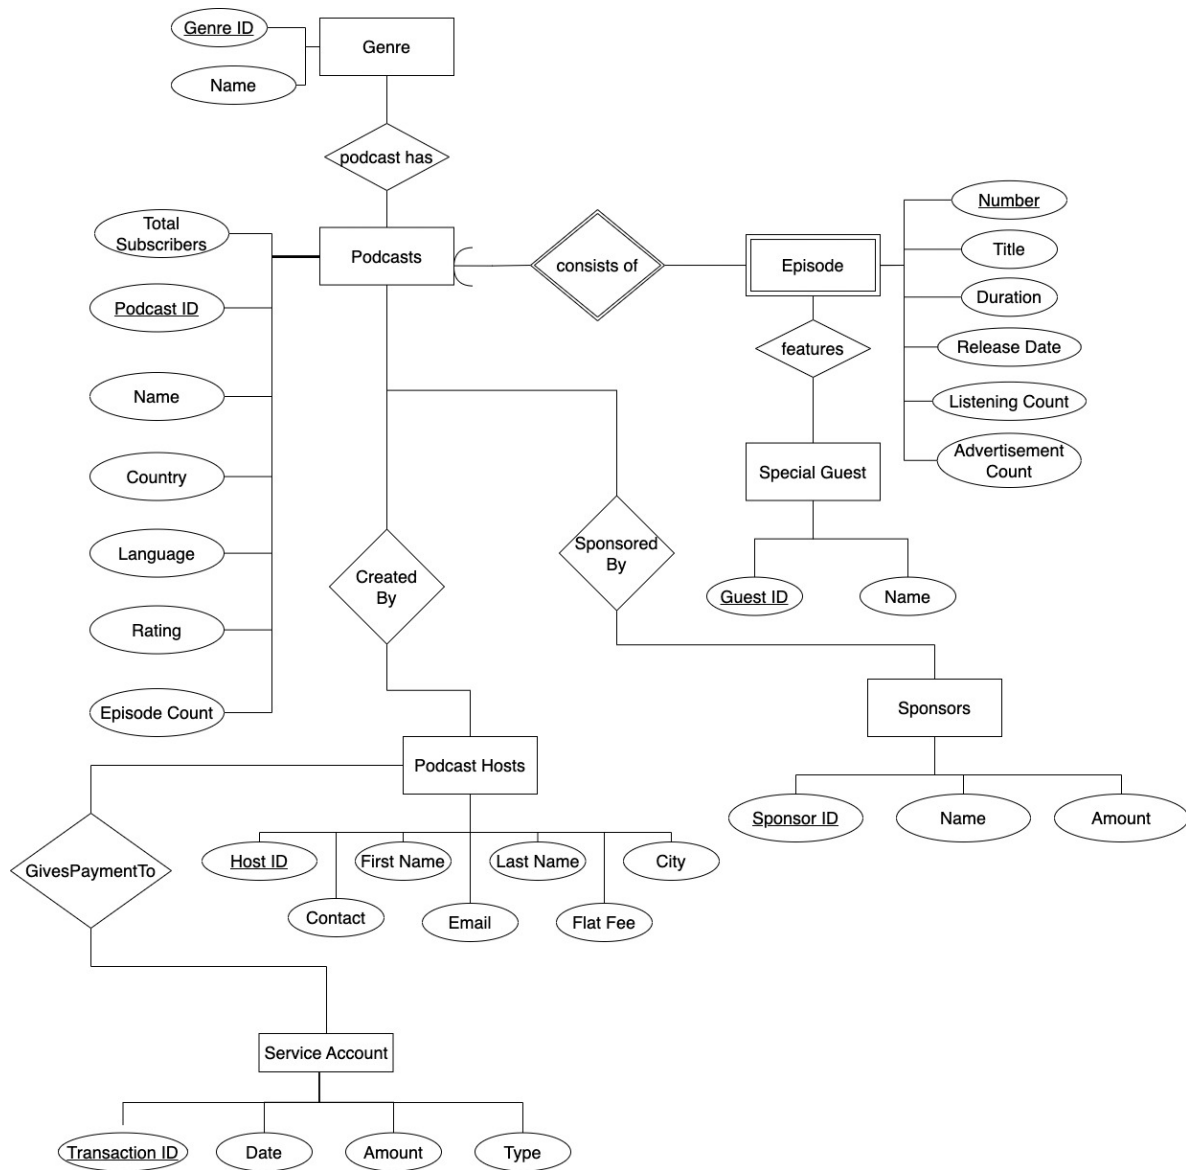 Genre ID
Genre
Name
podcast has
Total
Subscribers
Podcasts
consists of
Episode
Number
Title
Duration
Release Date
Listening Count
Advertisement
Count
features
Special Guest
Guest ID
Name
Podcast ID
Name
Country
Language
Rating
Episode Count
Created
By
Sponsored
By
Sponsors
Sponsor ID
Name
Amount
Podcast Hosts
Host ID
First Name
Last Name
City
Contact
Email
Flat Fee
GivesPaymentTo
Service Account
Transaction ID
Date
Amount
Type